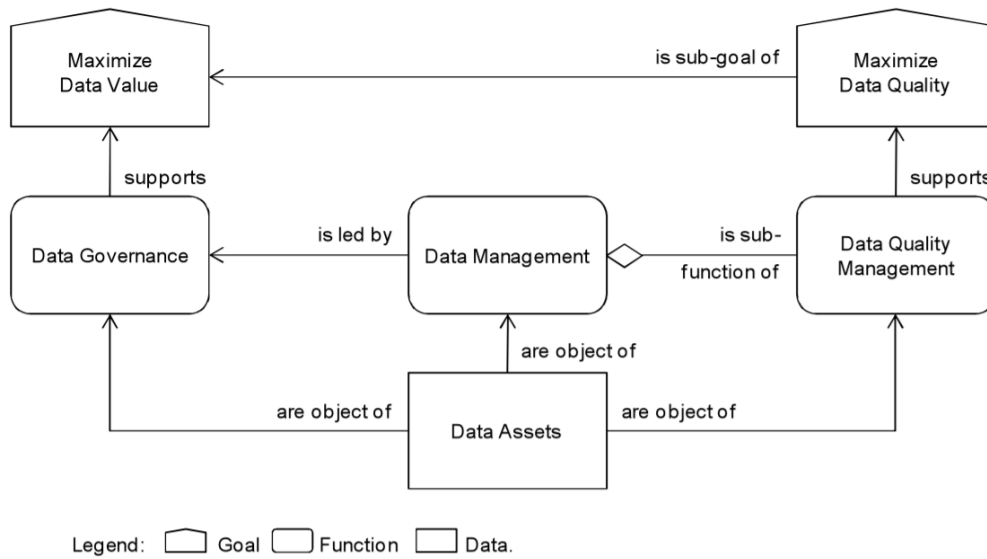 Maximize
Data Value
is sub-goal of
Maximize
Data Quality
supports
supports
Data Governance
is led by
Data Management
is sub-
function of
Data Quality
Management
are object of
are object of
Data Assets
are object of
Legend:
Goal
Function
Data.